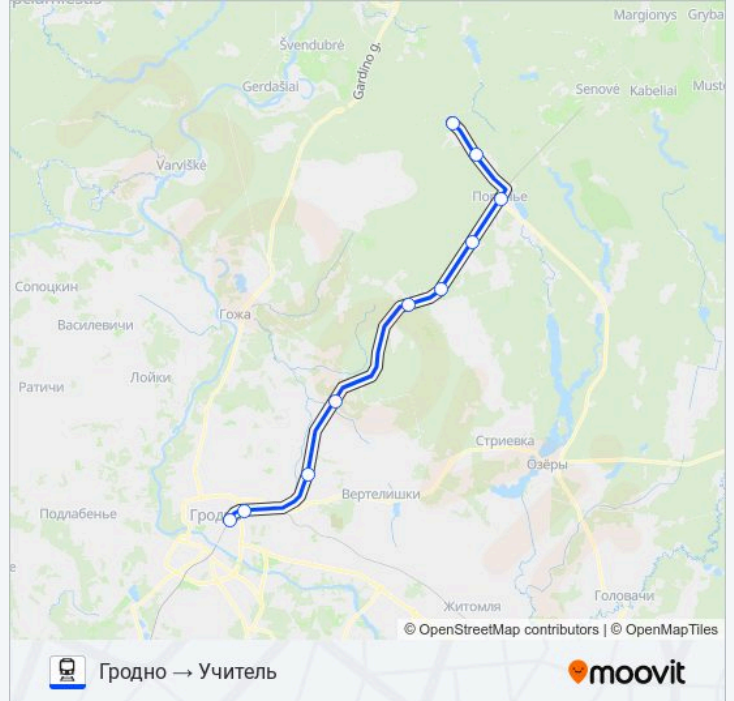 Margionys
Gryba
Švendubrė
Gardino g.
Gerdašiai
Senovė
Kabeliai
Must
Varviškė
Сопоцкин
Гожа
Василевичи
Лойки
Ратичи
Стриевка
Озёры
Вертелишки
Подлабенье
Головачи
Житомля
© OpenStreetMap contributors | © OpenMapTiles
Гродно → Учитель
moovit